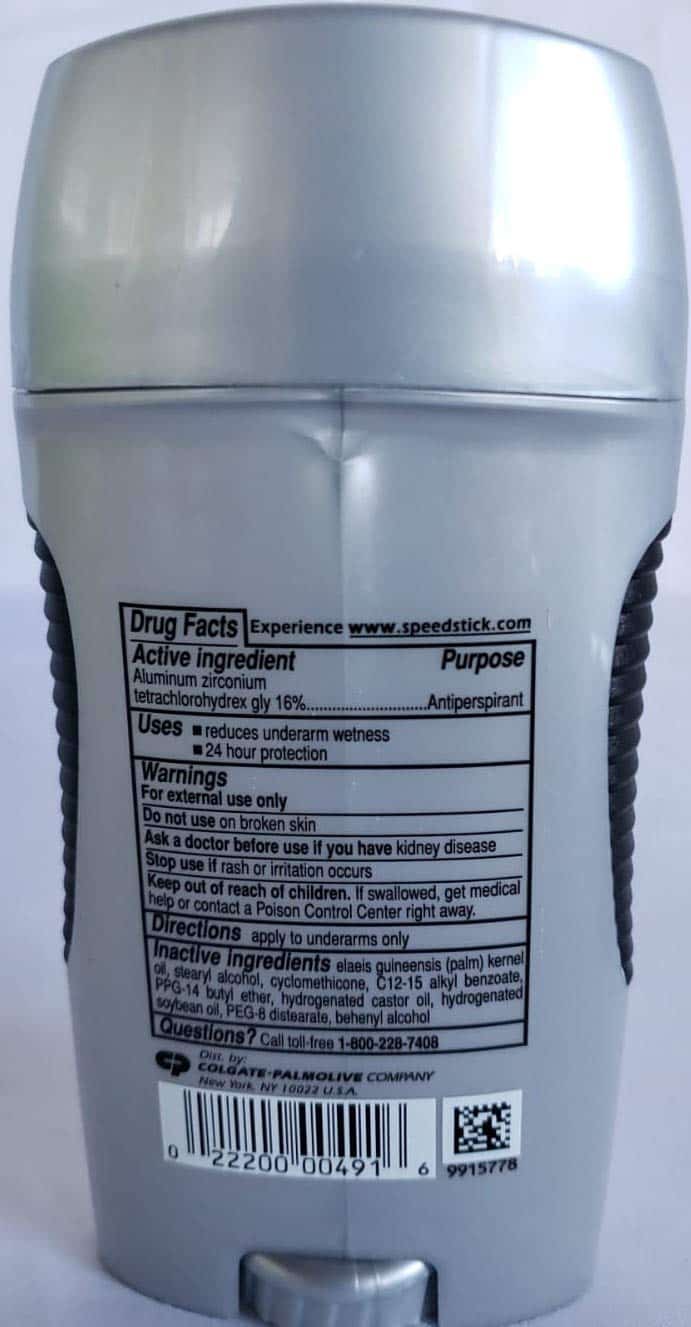 Drug Facts Experience www.speedstick.com
Active ingredient Purpose
Aluminum zirconium
tetrachlorohydrex gly 16%............................Antiperspirant
Uses ■ reduces underarm wetness
■ 24 hour protection
Warnings
For external use only
Do not use on broken skin
Ask a doctor before use if you have kidney disease
Stop use if rash or irritation occurs
Keep out of reach of children. If swallowed, get medical
help or contact a Poison Control Center right away.
Directions apply to underarms only
Inactive ingredients elaeis guineensis (palm) kernel
oil, stearyl alcohol, cyclomethicone, C12-15 alkyl benzoate,
PPG-14 butyl ether, hydrogenated castor oil, hydrogenated
soybean oil, PEG-8 distearate, behenyl alcohol
Questions? Call toll-free 1-800-228-7408
CP Dist. by:
COLGATE-PALMOLIVE COMPANY
New York, NY 10022 U.S.A.
0 22200 00491 6
9915778